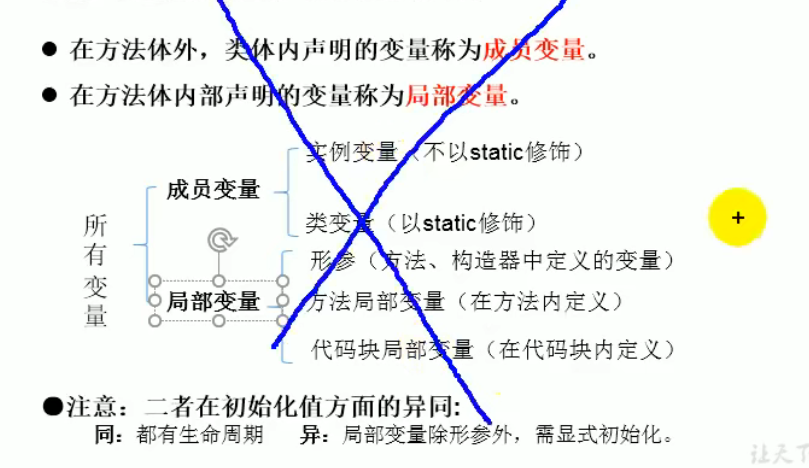 ● 在方法体外，类体内声明的变量称为成员变量。
● 在方法体内部声明的变量称为局部变量。
所有变量
成员变量
实例变量（不以static修饰）
类变量（以static修饰）
局部变量
形参（方法、构造器中定义的变量）
方法局部变量（在方法内定义）
代码块局部变量（在代码块内定义）
●注意：二者在初始化值方面的异同:
同：都有生命周期 异：局部变量除形参外，需显式初始化。
让天下